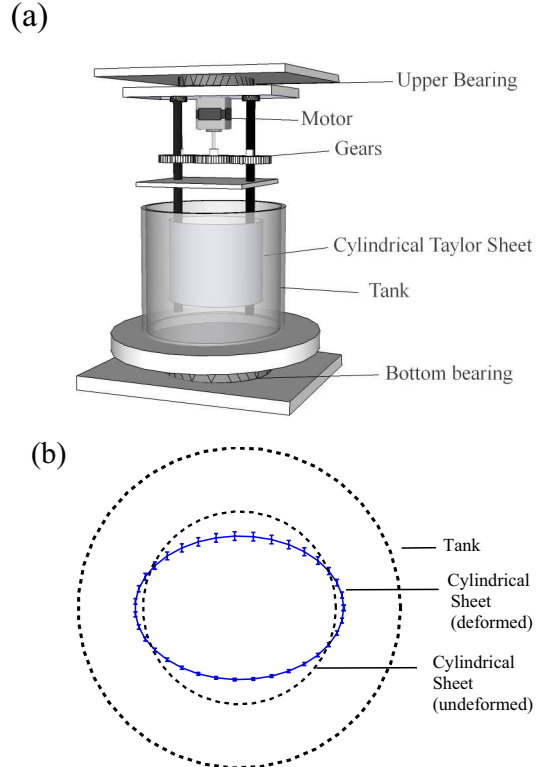 (a)
Upper Bearing
Motor
Gears
Cylindrical Taylor Sheet
Tank
Bottom bearing
(b)
Tank
Cylindrical
Sheet
(deformed)
Cylindrical
Sheet
(undeformed)